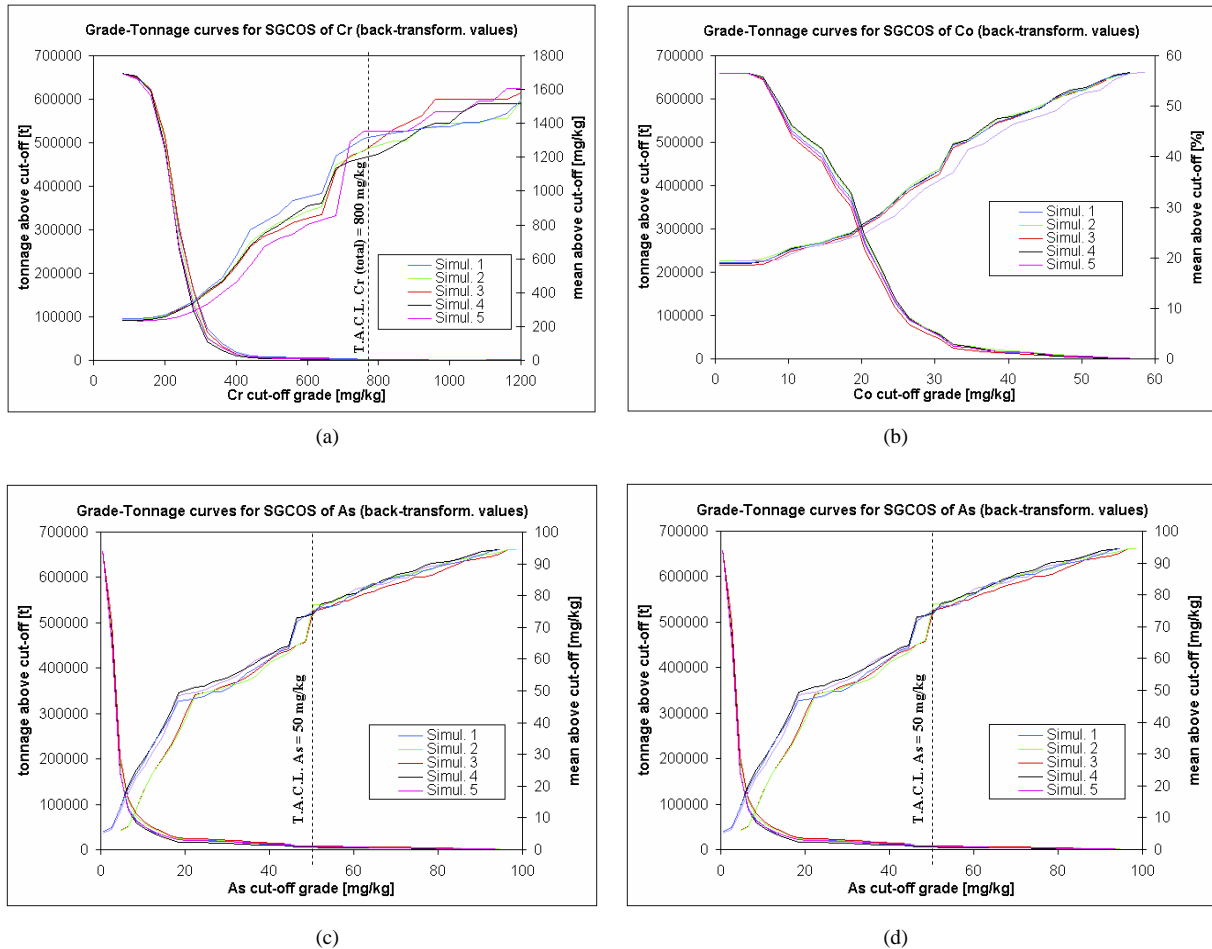 Grade-Tonnage curves for SGCOS of Cr (back-transform. values)
700000
600000
500000
400000
300000
200000
100000
0
tonnage above cut-off [t]
1800
1600
1400
1200
1000
800
600
400
200
0
mean above cut-off [mg/kg]
T.A.C.L. Cr (total) = 800 mg/kg
Simul. 1
Simul. 2
Simul. 3
Simul. 4
Simul. 5
0 200 400 600 800 1000 1200
Cr cut-off grade [mg/kg]
(a)
Grade-Tonnage curves for SGCOS of Co (back-transform. values)
700000
600000
500000
400000
300000
200000
100000
0
tonnage above cut-off [t]
60
50
40
30
20
10
0
mean above cut-off [%]
Simul. 1
Simul. 2
Simul. 3
Simul. 4
Simul. 5
0 10 20 30 40 50 60
Co cut-off grade [mg/kg]
(b)
Grade-Tonnage curves for SGCOS of As (back-transform. values)
700000
600000
500000
400000
300000
200000
100000
0
tonnage above cut-off [t]
100
90
80
70
60
50
40
30
20
10
0
mean above cut-off [mg/kg]
T.A.C.L. As = 50 mg/kg
Simul. 1
Simul. 2
Simul. 3
Simul. 4
Simul. 5
0 20 40 60 80 100
As cut-off grade [mg/kg]
(c)
Grade-Tonnage curves for SGCOS of As (back-transform. values)
700000
600000
500000
400000
300000
200000
100000
0
tonnage above cut-off [t]
100
90
80
70
60
50
40
30
20
10
0
mean above cut-off [mg/kg]
T.A.C.L. As = 50 mg/kg
Simul. 1
Simul. 2
Simul. 3
Simul. 4
Simul. 5
0 20 40 60 80 100
As cut-off grade [mg/kg]
(d)